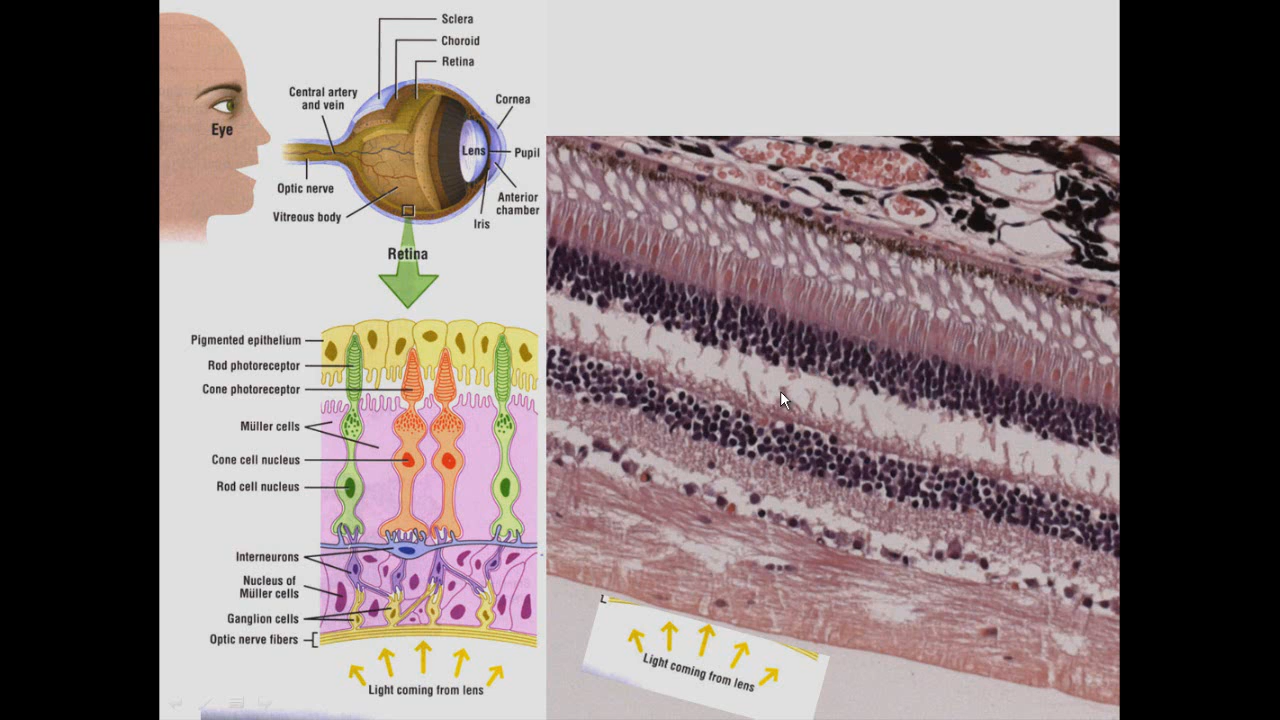 Sclera
Choroid
Retina
Central artery
and vein
Cornea
Eye
Lens
Pupil
Optic nerve
Anterior
chamber
Vitreous body
Iris
Retina
Pigmented epithelium
Rod photoreceptor
Cone photoreceptor
Müller cells
Cone cell nucleus
Rod cell nucleus
Interneurons
Nucleus of
Müller cells
Ganglion cells
Optic nerve fibers
Light coming from lens
Light coming from lens